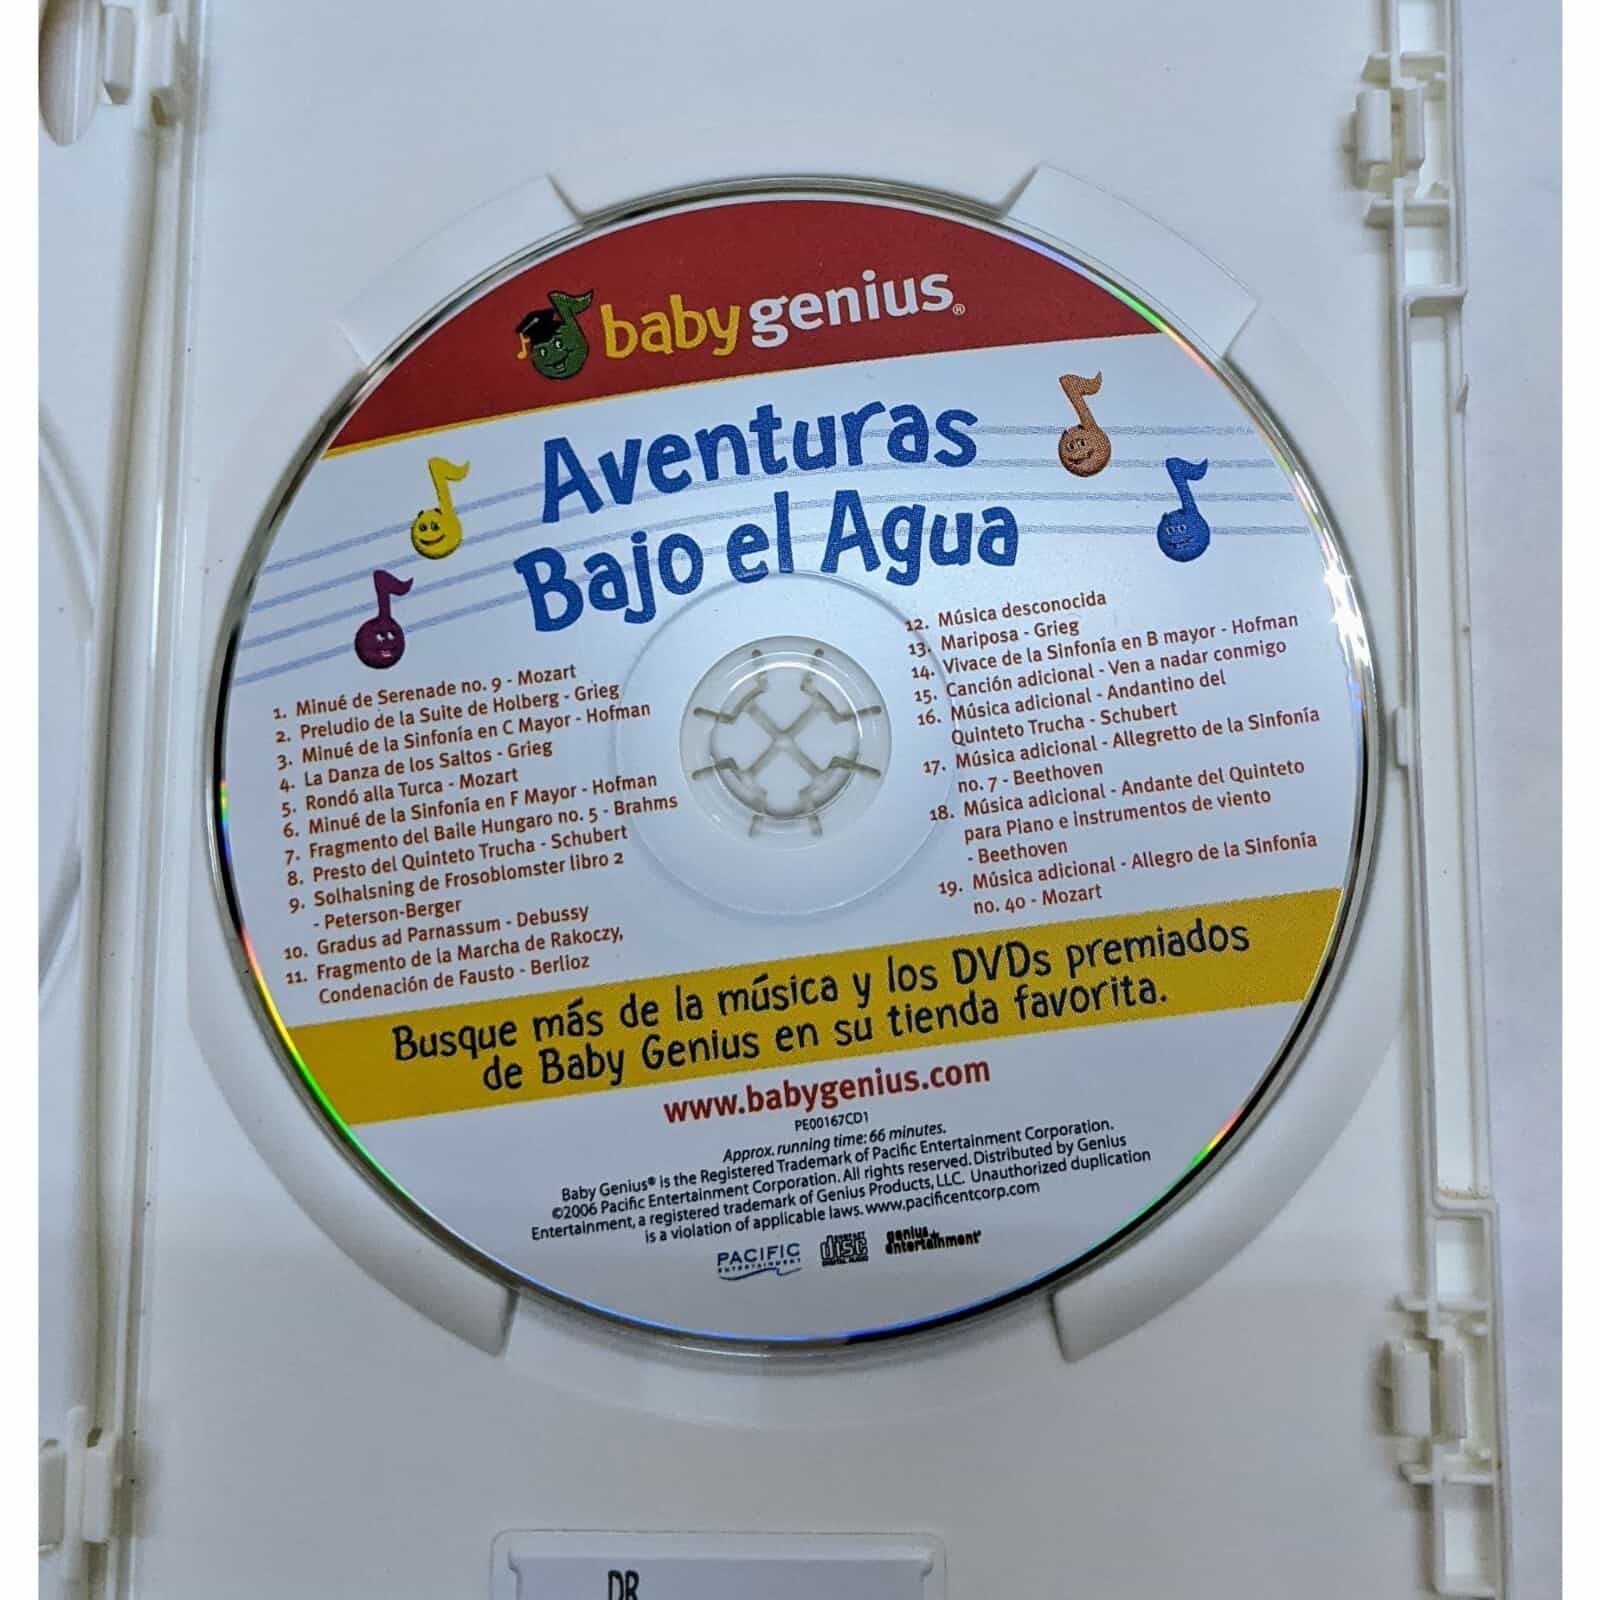 baby genius®
Aventuras
Bajo el Agua
1. Minué de Serenade no. 9 - Mozart
2. Preludio de la Suite de Holberg - Grieg
3. Minué de la Sinfonía en C Mayor - Hofman
4. La Danza de los Saltos - Grieg
5. Rondó alla Turca - Mozart
6. Minué de la Sinfonía en F Mayor - Hofman
7. Fragmento del Baile Hungaro no. 5 - Brahms
8. Presto del Quinteto Trucha - Schubert
9. Solhalsning de Frosoblomster libro 2
- Peterson-Berger
10. Gradus ad Parnassum - Debussy
11. Fragmento de la Marcha de Rakoczy,
Condenación de Fausto - Berlioz
12. Música desconocida
13. Mariposa - Grieg
14. Vivace de la Sinfonía en B mayor - Hofman
15. Canción adicional - Ven a nadar conmigo
16. Música adicional - Andantino del
Quinteto Trucha - Schubert
17. Música adicional - Allegretto de la Sinfonía
no. 7 - Beethoven
18. Música adicional - Andante del Quinteto
para Piano e instrumentos de viento
- Beethoven
19. Música adicional - Allegro de la Sinfonía
no. 40 - Mozart
Busque más de la música y los DVDs premiados
de Baby Genius en su tienda favorita.
www.babygenius.com
PE00167CD1
Approx. running time: 66 minutes.
Baby Genius® is the Registered Trademark of Pacific Entertainment Corporation.
©2006 Pacific Entertainment Corporation. All rights reserved. Distributed by Genius
Entertainment, a registered trademark of Genius Products, LLC. Unauthorized duplication
is a violation of applicable laws. www.pacificentcorp.com
PACIFIC
ENTERTAINMENT
COMPACT
disc
DIGITAL AUDIO
genius
entertainment
DR